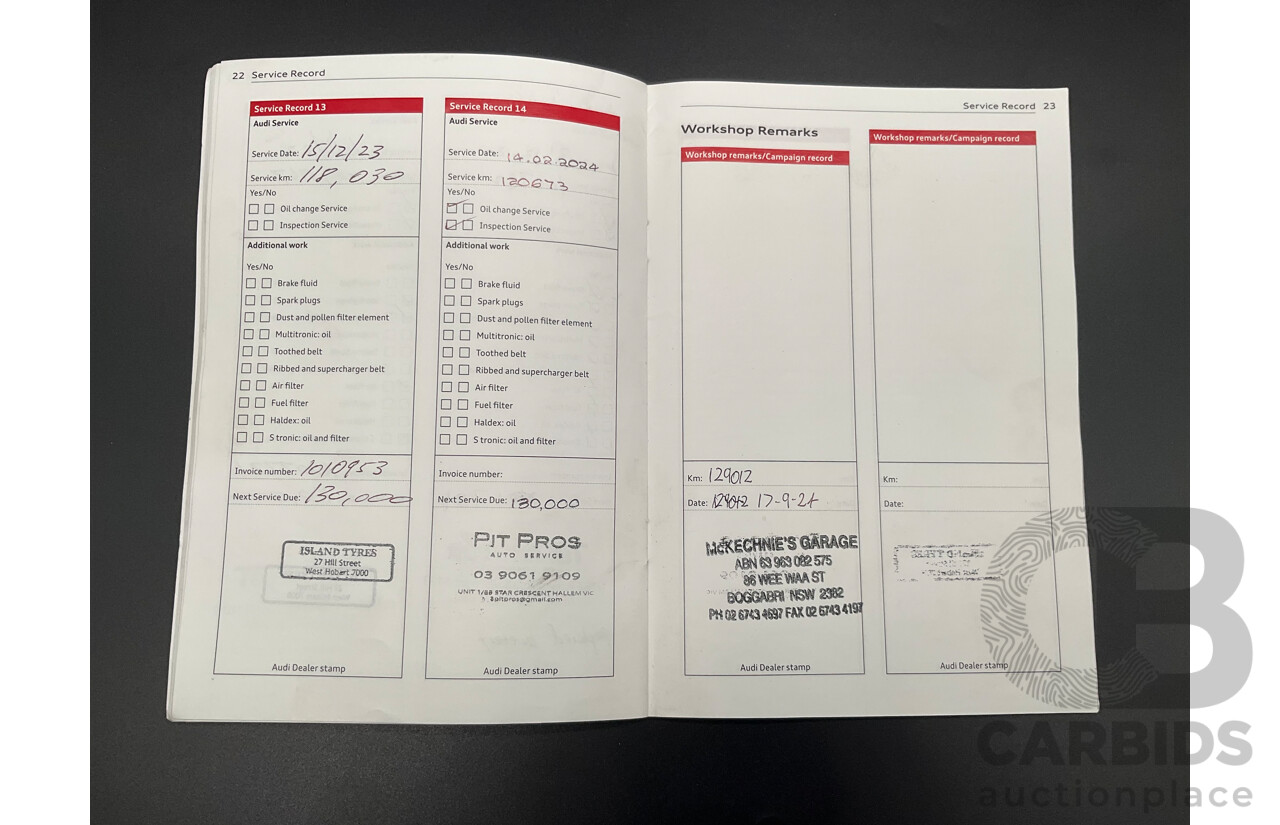 22 Service Record
Service Record 13
Audi Service
Service Date: 15/12/23
Service km: 118,030
Yes/No
Oil change Service
Inspection Service
Additional work
Yes/No
Brake fluid
Spark plugs
Dust and pollen filter element
Multitronic: oil
Toothed belt
Ribbed and supercharger belt
Air filter
Fuel filter
Haldex: oil
S tronic: oil and filter
Invoice number: 1010953
Next Service Due: 130,000
ISLAND TYRES
27 Hill Street
West Hobart 7000
Audi Dealer stamp
Service Record 14
Audi Service
Service Date: 14.02.2024
Service km: 120673
Yes/No
Oil change Service
Inspection Service
Additional work
Yes/No
Brake fluid
Spark plugs
Dust and pollen filter element
Multitronic: oil
Toothed belt
Ribbed and supercharger belt
Air filter
Fuel filter
Haldex: oil
S tronic: oil and filter
Invoice number:
Next Service Due: 130,000
PIT PROS
AUTO SERVICE
03 9061 9109
UNIT 1/88 STAR CRESCENT HALLEM VIC
8pitpros@gmail.com
Audi Dealer stamp
Service Record 23
Workshop Remarks
Workshop remarks/Campaign record
Km: 129012
Date: 17-9-24
McKECHNIE'S GARAGE
ABN 63 963 082 575
86 WEE WAA ST
BOGGABRI NSW 2382
PH 02 6743 4697 FAX 02 6743 4197
Audi Dealer stamp
Workshop remarks/Campaign record
Km:
Date:
Audi Dealer stamp
CARBIDS
auctionplace